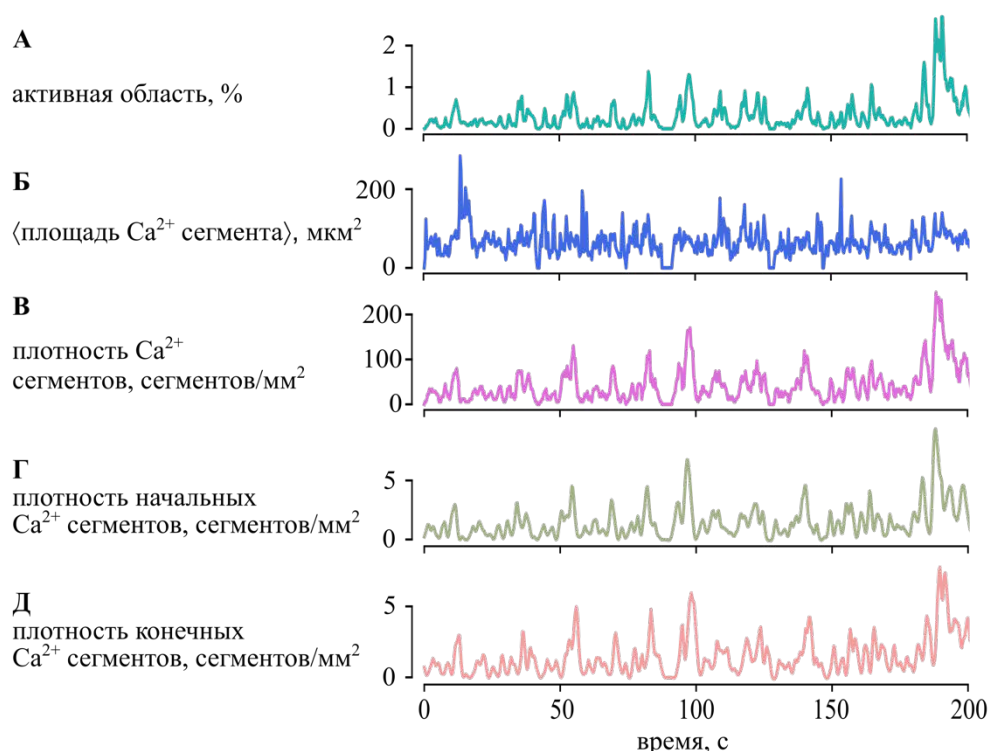 А
активная область, %
2
1
0
Б
⟨площадь Ca²⁺ сегмента⟩, мкм²
200
0
В
плотность Ca²⁺
сегментов, сегментов/мм²
200
100
0
Г
плотность начальных
Ca²⁺ сегментов, сегментов/мм²
5
0
Д
плотность конечных
Ca²⁺ сегментов, сегментов/мм²
5
0
0 50 100 150 200
время, с